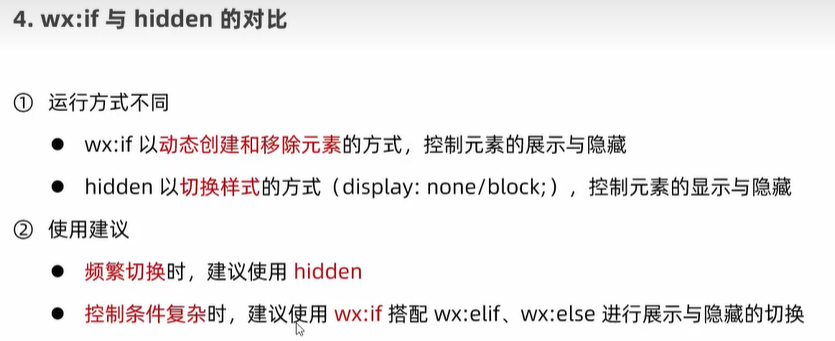 4. wx:if 与 hidden 的对比
① 运行方式不同
● wx:if 以动态创建和移除元素的方式，控制元素的展示与隐藏
● hidden 以切换样式的方式（display: none/block;），控制元素的显示与隐藏
② 使用建议
● 频繁切换时，建议使用 hidden
● 控制条件复杂时，建议使用 wx:if 搭配 wx:elif、wx:else 进行展示与隐藏的切换